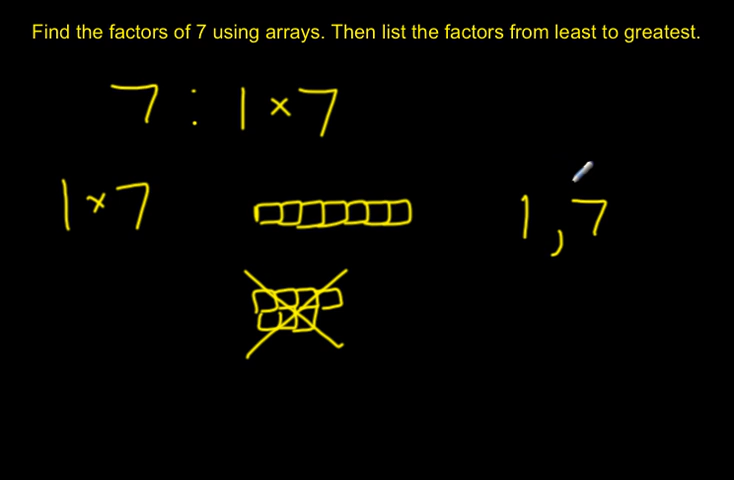 Find the factors of 7 using arrays. Then list the factors from least to greatest.
7 : 1 × 7
1 × 7
1 , 7